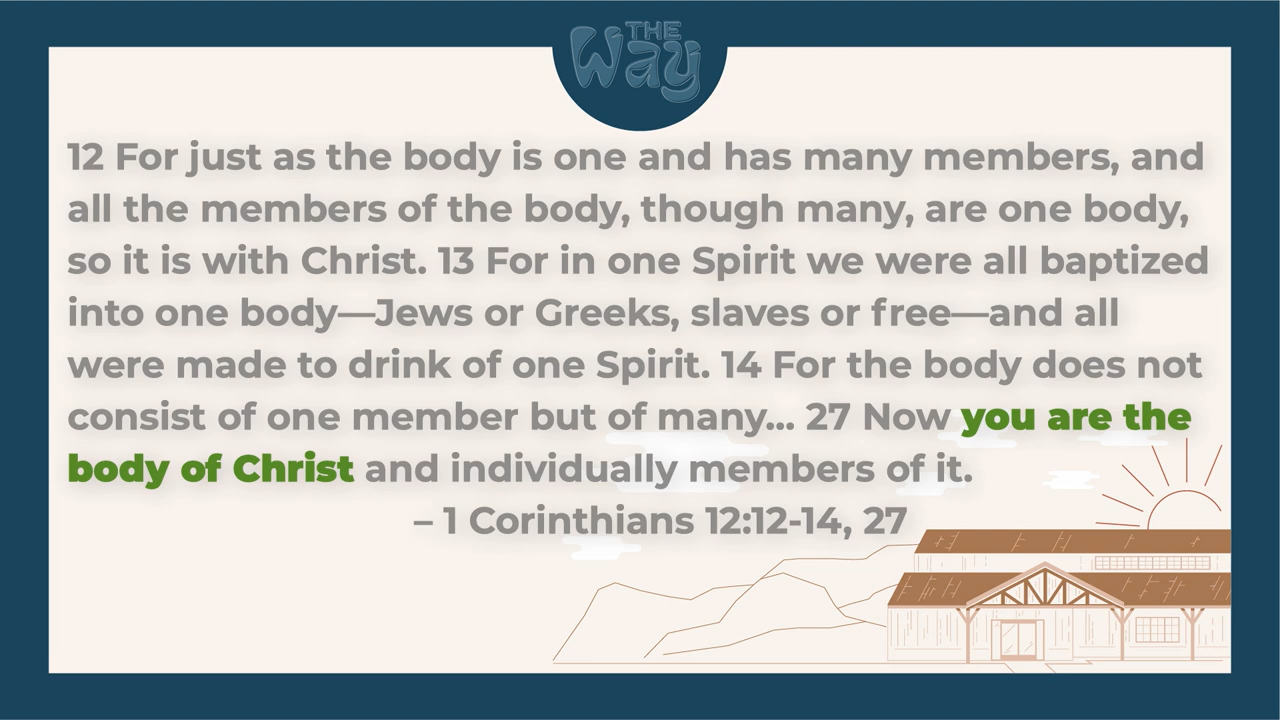 THE
Way
12 For just as the body is one and has many members, and
all the members of the body, though many, are one body,
so it is with Christ. 13 For in one Spirit we were all baptized
into one body—Jews or Greeks, slaves or free—and all
were made to drink of one Spirit. 14 For the body does not
consist of one member but of many... 27 Now you are the
body of Christ and individually members of it.
– 1 Corinthians 12:12-14, 27